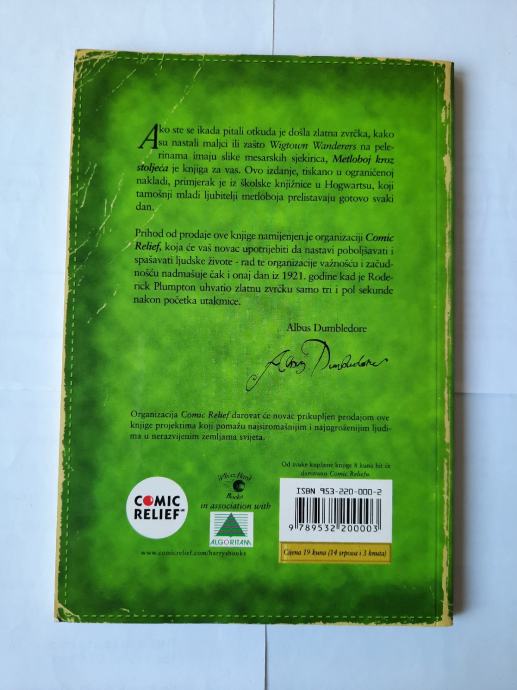 Ako ste se ikada pitali otkuda je došla zlatna zvrčka, kako
su nastali maljci ili zašto Wigtown Wanderers na pele-
rinama imaju slike mesarskih sjekirica, Metloboj kroz
stoljeća je knjiga za vas. Ovo izdanje, tiskano u ograničenoj
nakladi, primjerak je iz školske knjižnice u Hogwartsu, koji
tamošnji mladi ljubitelji metloboja prelistavaju gotovo svaki
dan.
Prihod od prodaje ove knjige namijenjen je organizaciji Comic
Relief, koja će vaš novac upotrijebiti da nastavi poboljšavati i
spašavati ljudske živote - rad te organizacije važnošću i začud-
nošću nadmašuje čak i onaj dan iz 1921. godine kad je Rode-
rick Plumpton uhvatio zlatnu zvrčku samo tri i pol sekunde
nakon početka utakmice.
Albus Dumbledore
Albus Dumbledore
Organizacija Comic Relief darovat će novac prikupljen prodajom ove
knjige projektima koji pomažu najsiromašnijim i najugroženijim ljudi-
ma u nerazvijenim zemljama svijeta.
Od svake kupljene knjige 8 kuna bit će
darovano Comic Reliefu.
COMIC
RELIEF
Whizz Hard
Books
in association with
ALGORITAM
www.comicrelief.com/harrysbooks
ISBN 953-220-000-2
9 789532 200003
Cijena 19 kuna (14 srpova i 3 knuta)